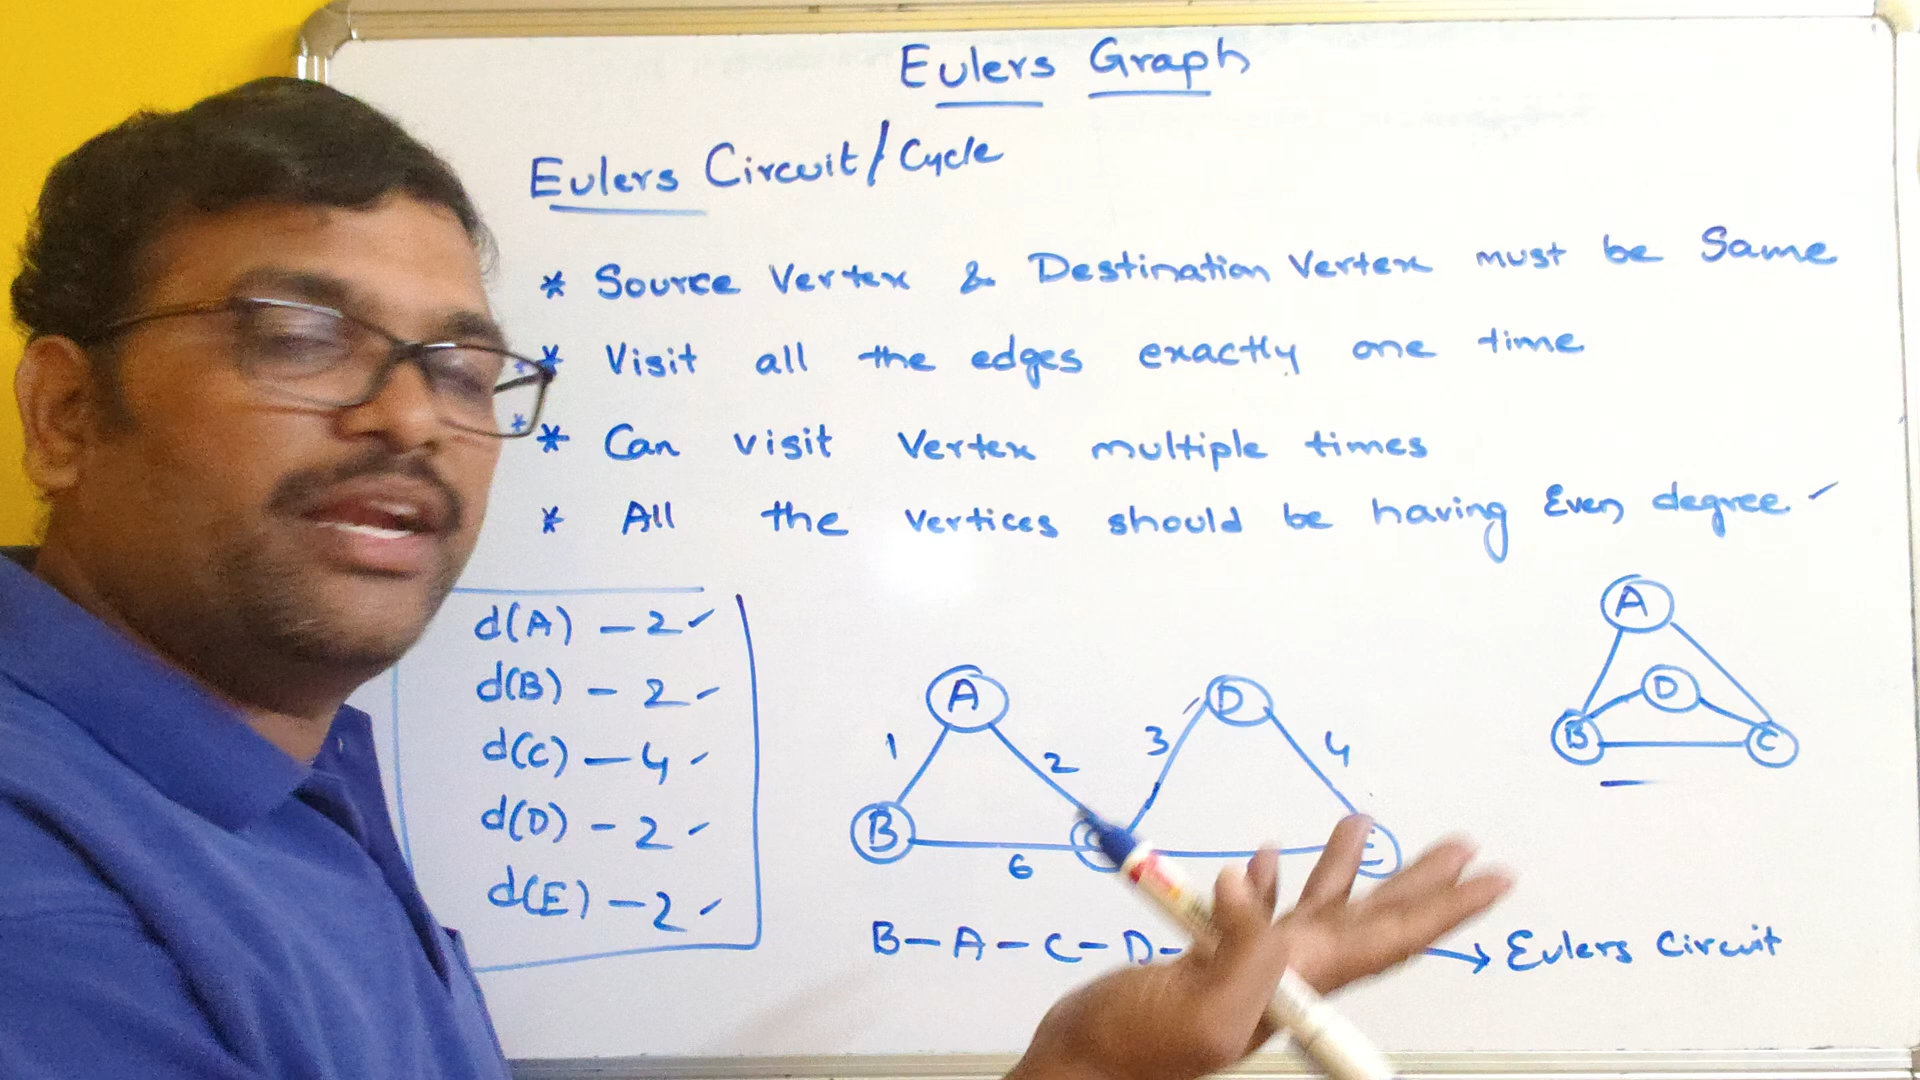 Eulers Graph
Eulers Circuit/Cycle
* Source Vertex & Destination Vertex must be Same
* Visit all the edges exactly one time
* Can visit Vertex multiple times
* All the vertices should be having Even degree ✓
d(A) – 2 ✓
d(B) – 2 ✓
d(C) – 4 ✓
d(D) – 2 ✓
d(E) – 2 ✓
A
D
1
2
3
4
B
C
6
A
D
B
C
B – A – C – D –
→ Eulers Circuit